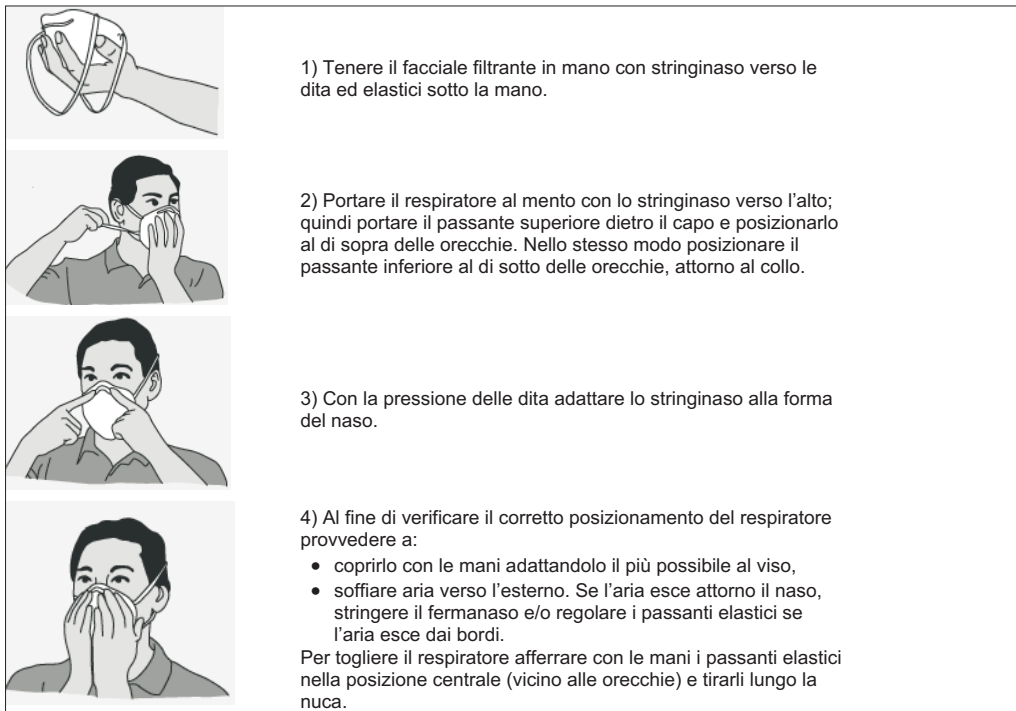 1) Tenere il facciale filtrante in mano con stringinaso verso le
dita ed elastici sotto la mano.
2) Portare il respiratore al mento con lo stringinaso verso l’alto;
quindi portare il passante superiore dietro il capo e posizionarlo
al di sopra delle orecchie. Nello stesso modo posizionare il
passante inferiore al di sotto delle orecchie, attorno al collo.
3) Con la pressione delle dita adattare lo stringinaso alla forma
del naso.
4) Al fine di verificare il corretto posizionamento del respiratore
provvedere a:
• coprirlo con le mani adattandolo il più possibile al viso,
• soffiare aria verso l’esterno. Se l’aria esce attorno il naso,
stringere il fermanaso e/o regolare i passanti elastici se
l’aria esce dai bordi.
Per togliere il respiratore afferrare con le mani i passanti elastici
nella posizione centrale (vicino alle orecchie) e tirarli lungo la
nuca.